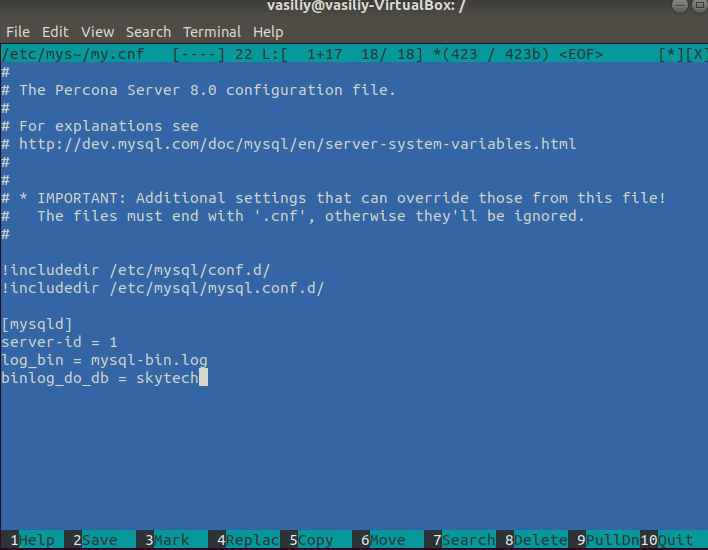 vasiliy@vasiliy-VirtualBox: /
File Edit View Search Terminal Help
/etc/mys~/my.cnf   [----] 22 L:[  1+17  18/ 18] *(423 / 423b) <EOF>      [*][X]
#
# The Percona Server 8.0 configuration file.
#
# For explanations see
# http://dev.mysql.com/doc/mysql/en/server-system-variables.html
#
#
# * IMPORTANT: Additional settings that can override those from this file!
#   The files must end with '.cnf', otherwise they'll be ignored.
#
!includedir /etc/mysql/conf.d/
!includedir /etc/mysql/mysql.conf.d/
[mysqld]
server-id = 1
log_bin = mysql-bin.log
binlog_do_db = skytech
1Help 2Save 3Mark 4Replac 5Copy 6Move 7Search 8Delete 9PullDn 10Quit